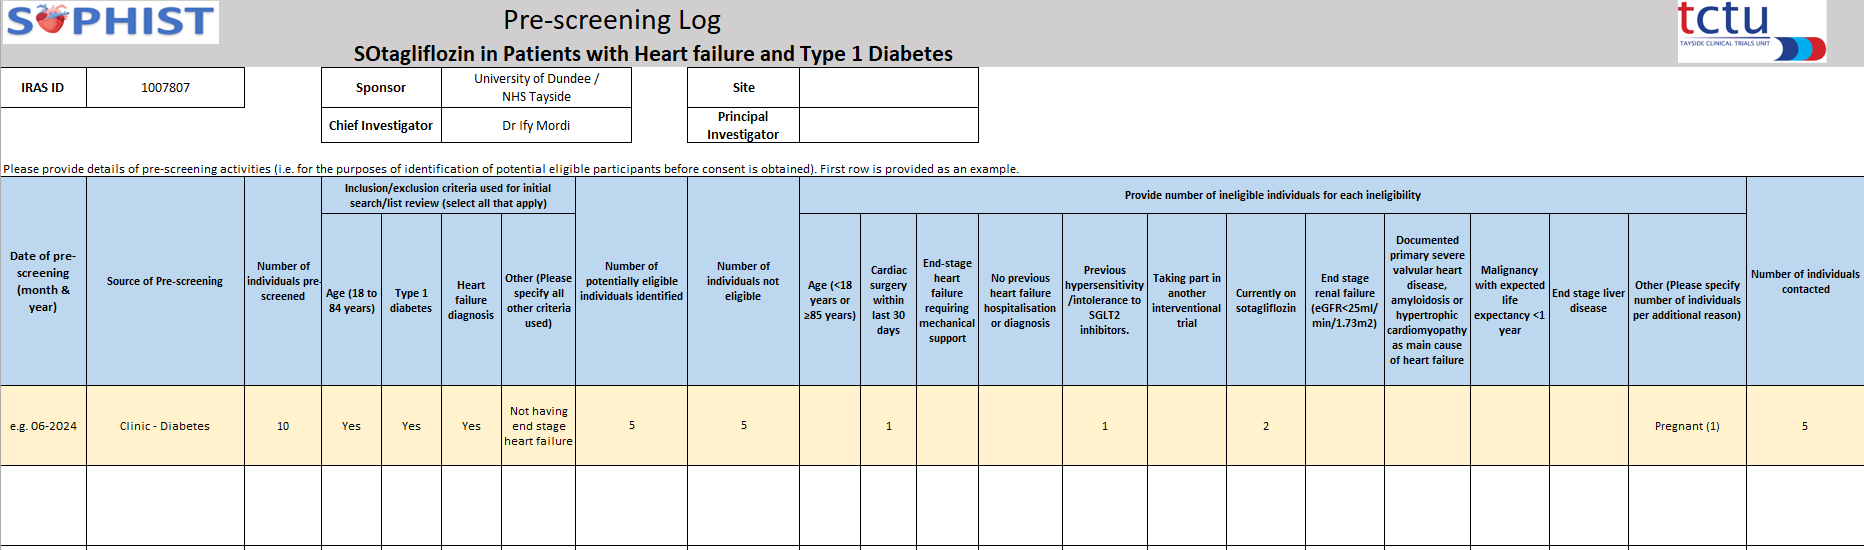 SOPHIST
Pre-screening Log
tctu
TAYSIDE CLINICAL TRIALS UNIT
SOtagliflozin in Patients with Heart failure and Type 1 Diabetes
IRAS ID
1007807
Sponsor
University of Dundee /
NHS Tayside
Site
Chief Investigator
Dr Ify Mordi
Principal
Investigator
Please provide details of pre-screening activities (i.e. for the purposes of identification of potential eligible participants before consent is obtained). First row is provided as an example.
Date of pre-
screening
(month &
year)
Source of Pre-screening
Number of
individuals pre-
screened
Inclusion/exclusion criteria used for initial
search/list review (select all that apply)
Age (18 to
84 years)
Type 1
diabetes
Heart
failure
diagnosis
Other (Please
specify all
other criteria
used)
Number of
potentially eligible
individuals identified
Number of
individuals not
eligible
Provide number of ineligible individuals for each ineligibility
Age (<18
years or
≥85 years)
Cardiac
surgery
within
last 30
days
End-stage
heart
failure
requiring
mechanical
support
No previous
heart failure
hospitalisation
or diagnosis
Previous
hypersensitivity
/intolerance to
SGLT2
inhibitors.
Taking part in
another
interventional
trial
Currently on
sotagliflozin
End stage
renal failure
(eGFR<25ml/
min/1.73m2)
Documented
primary severe
valvular heart
disease,
amyloidosis or
hypertrophic
cardiomyopathy
as main cause
of heart failure
Malignancy
with expected
life
expectancy <1
year
End stage liver
disease
Other (Please specify
number of individuals
per additional reason)
Number of individuals
contacted
e.g. 06-2024
Clinic - Diabetes
10
Yes
Yes
Yes
Not having
end stage
heart failure
5
5
1
1
2
Pregnant (1)
5